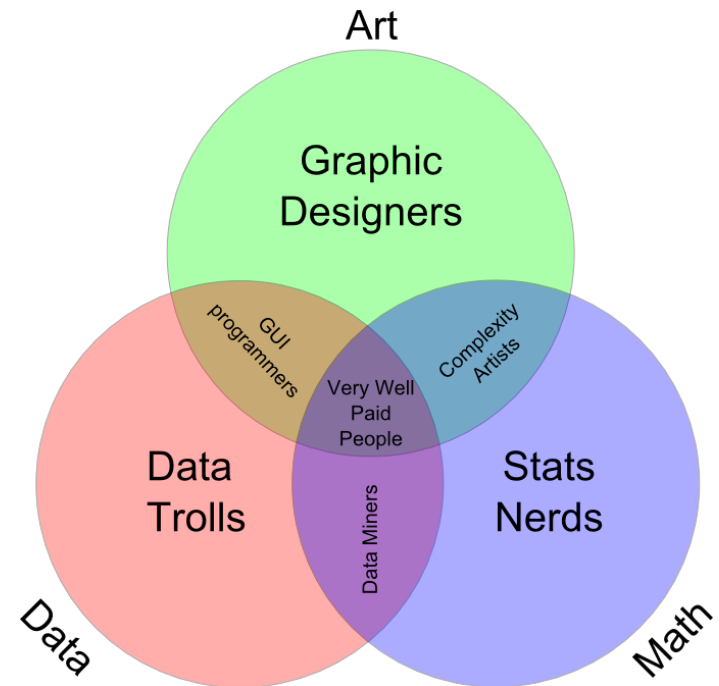 Art
Graphic
Designers
GUI
programmers
Complexity
Artists
Very Well
Paid
People
Data
Trolls
Stats
Nerds
Data Miners
Data
Math